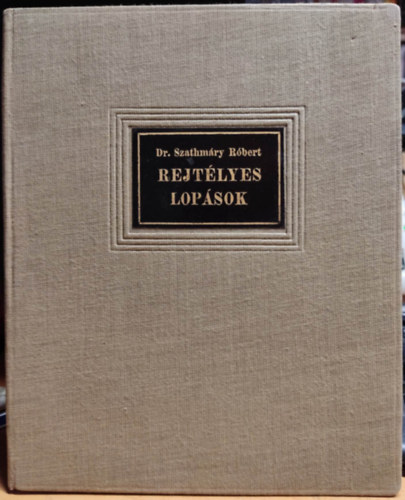 Dr. Szathmáry Róbert
REJTÉLYES
LOPÁSOK